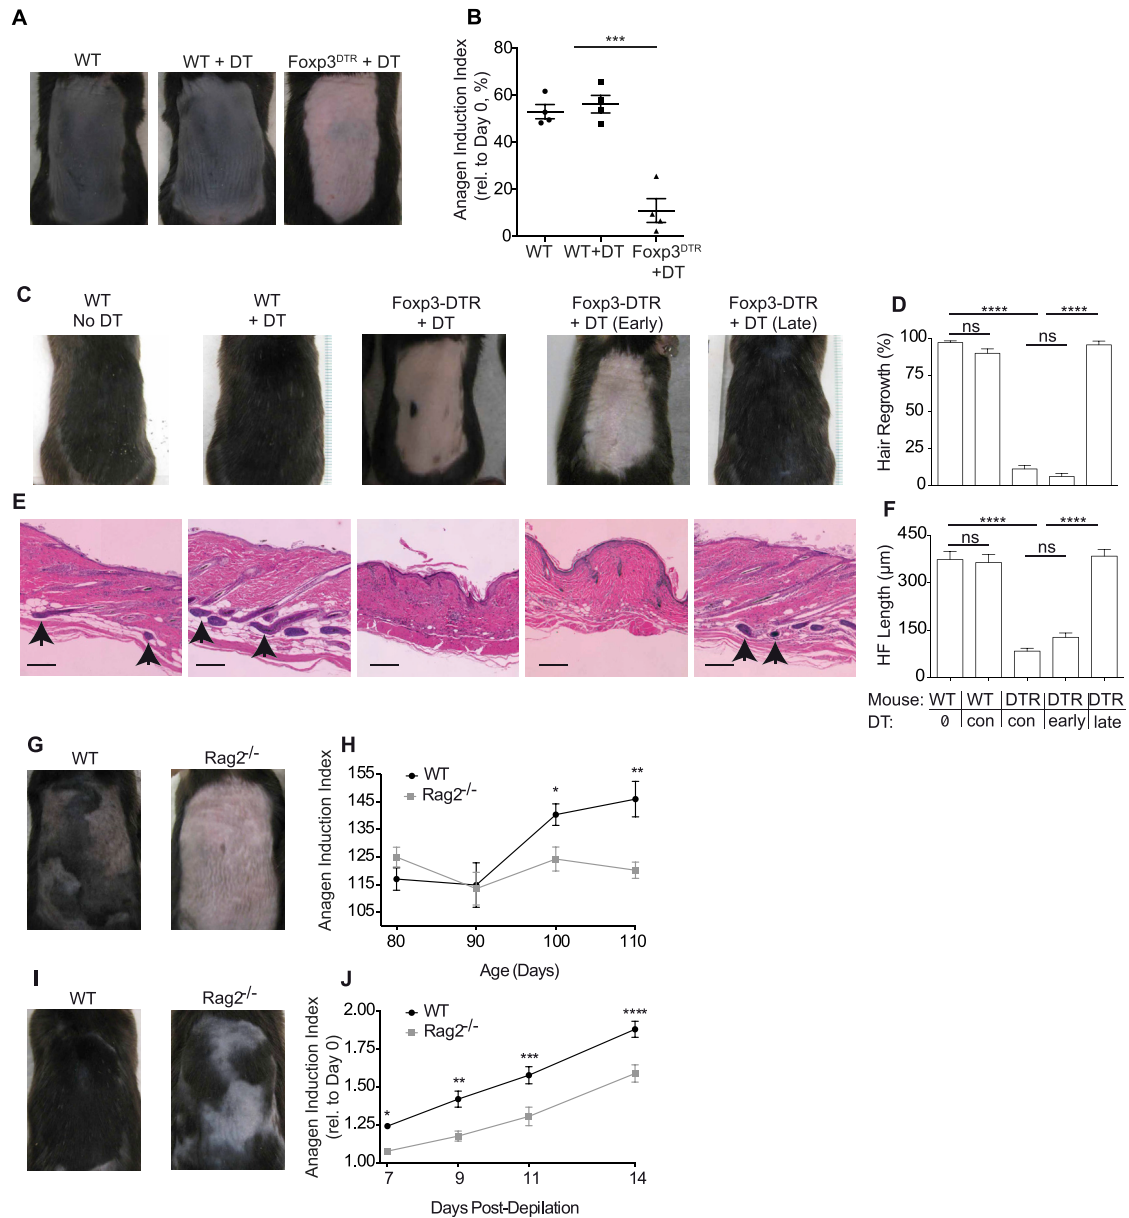 A
WT
WT + DT
Foxp3DTR + DT
B
***
Anagen Induction Index
(rel. to Day 0, %)
80
60
40
20
0
WT
WT+DT
Foxp3DTR
+DT
C
WT
No DT
WT
+ DT
Foxp3-DTR
+ DT
Foxp3-DTR
+ DT (Early)
Foxp3-DTR
+ DT (Late)
D
**** ****
ns
ns
Hair Regrowth (%)
100
75
50
25
0
E
F
**** ****
ns
ns
HF Length (µm)
450
300
150
0
Mouse: WT WT DTR DTR DTR
DT: 0 con con early late
G
WT
Rag2-/-
H
WT
Rag2-/-
*
**
Anagen Induction Index
155
145
135
125
115
105
80 90 100 110
Age (Days)
I
WT
Rag2-/-
J
WT
Rag2-/-
*
**
***
****
Anagen Induction Index
(rel. to Day 0)
2.00
1.75
1.50
1.25
1.00
7 9 11 14
Days Post-Depilation